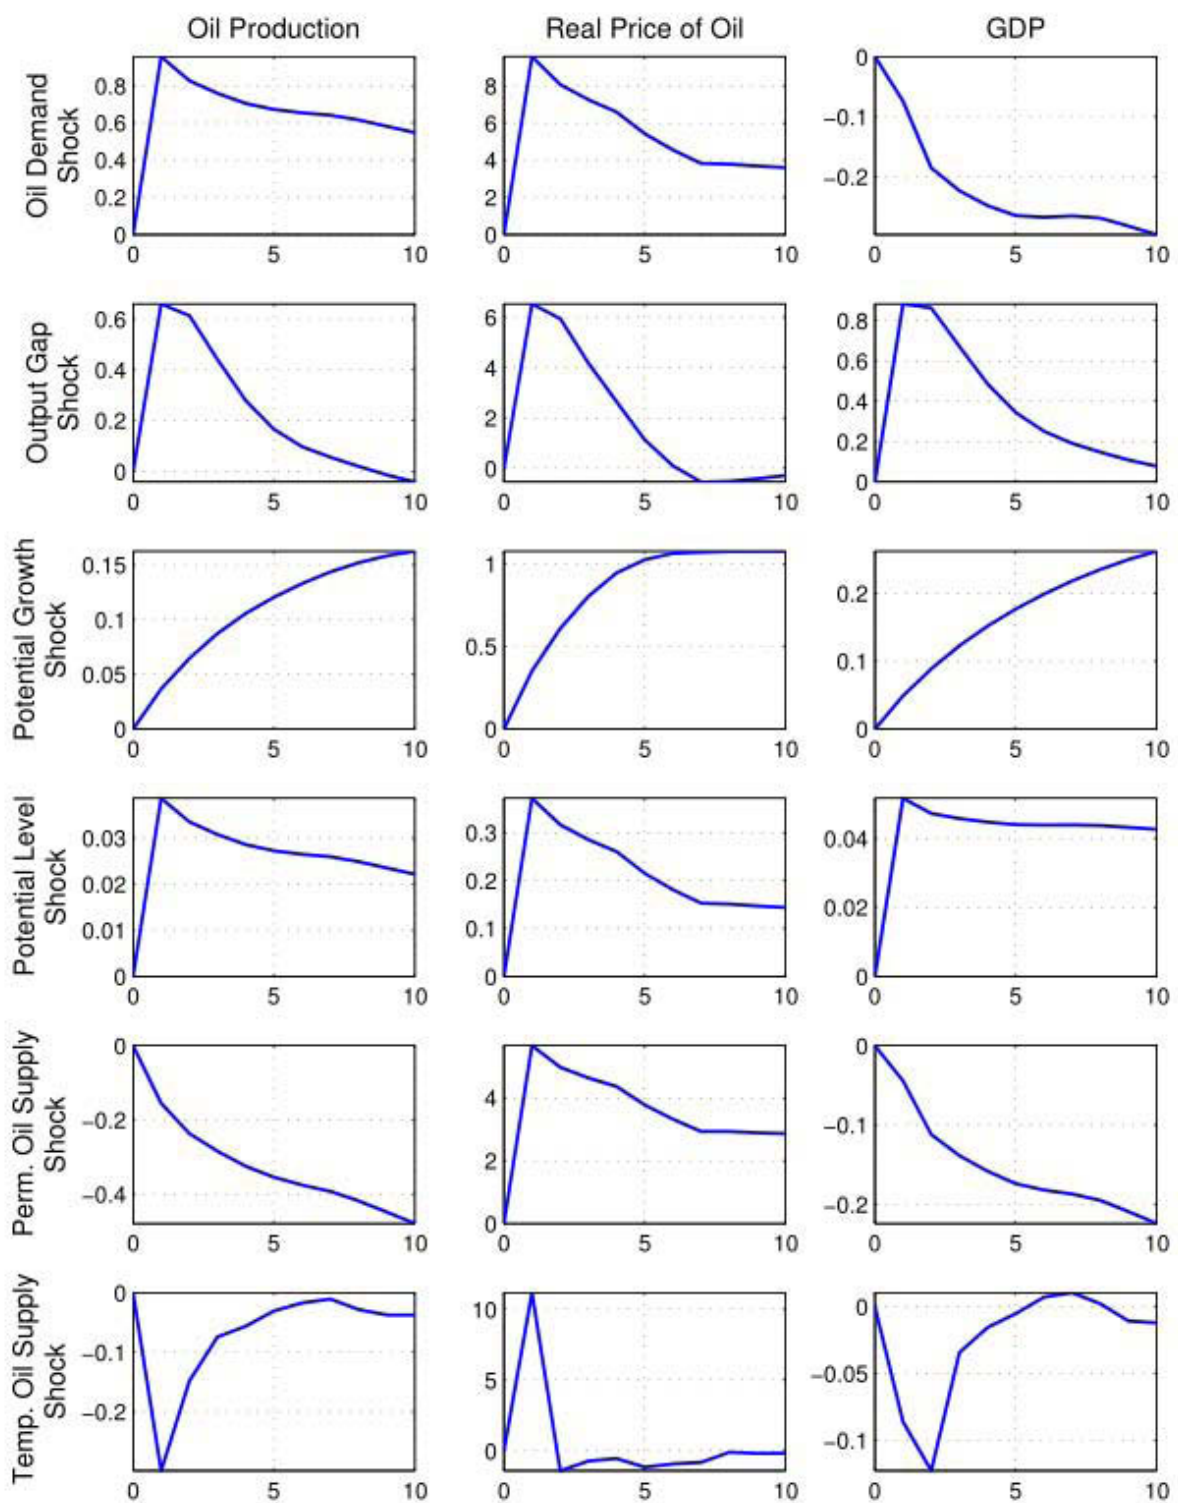 Oil Production Real Price of Oil GDP
Oil Demand
Shock
0.8
0.6
0.4
0.2
0
0 5 10
8
6
4
2
0
0 5 10
0
−0.1
−0.2
0 5 10
Output Gap
Shock
0.6
0.4
0.2
0
0 5 10
6
4
2
0
0 5 10
0.8
0.6
0.4
0.2
0
0 5 10
Potential Growth
Shock
0.15
0.1
0.05
0
0 5 10
1
0.5
0
0 5 10
0.2
0.1
0
0 5 10
Potential Level
Shock
0.03
0.02
0.01
0
0 5 10
0.3
0.2
0.1
0
0 5 10
0.04
0.02
0
0 5 10
Perm. Oil Supply
Shock
0
−0.2
−0.4
0 5 10
4
2
0
0 5 10
0
−0.1
−0.2
0 5 10
Temp. Oil Supply
Shock
0
−0.1
−0.2
0 5 10
10
5
0
0 5 10
0
−0.05
−0.1
0 5 10